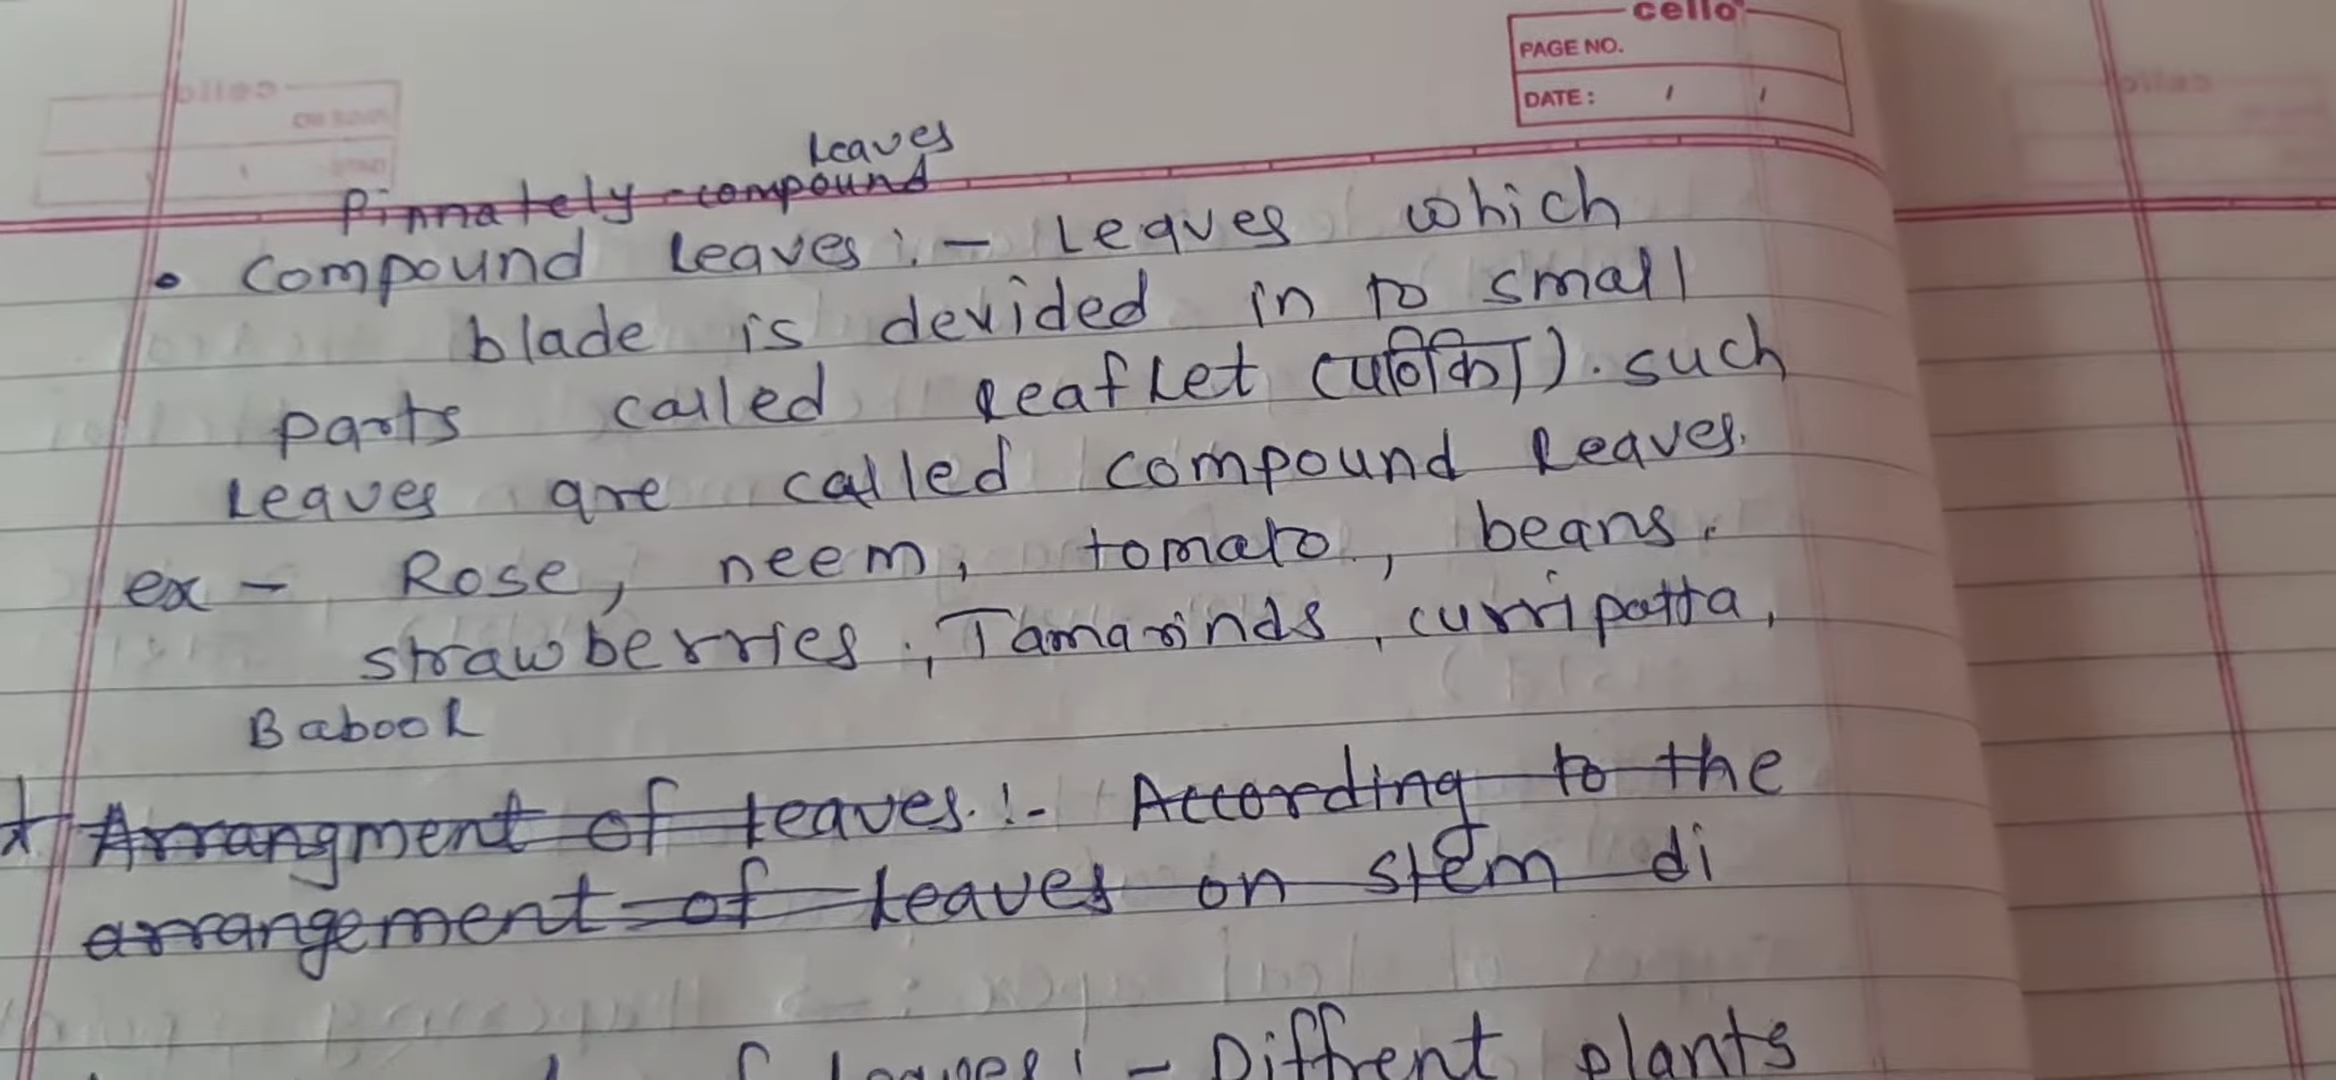 cello
PAGE NO.
DATE: / /
Leaves
Pinnately compound
• Compound Leaves :- Leaves which
blade is devided in to small
parts called Leaflet (पर्णिका). such
Leaves are called compound Leaves.
ex - Rose, neem, tomato, beans.
strawberries, Tamarinds, curripatta,
Babool
* Arrangment of Leaves :- According to the
arrangement of Leaves on stem di
f leaves :- Diffrent plants